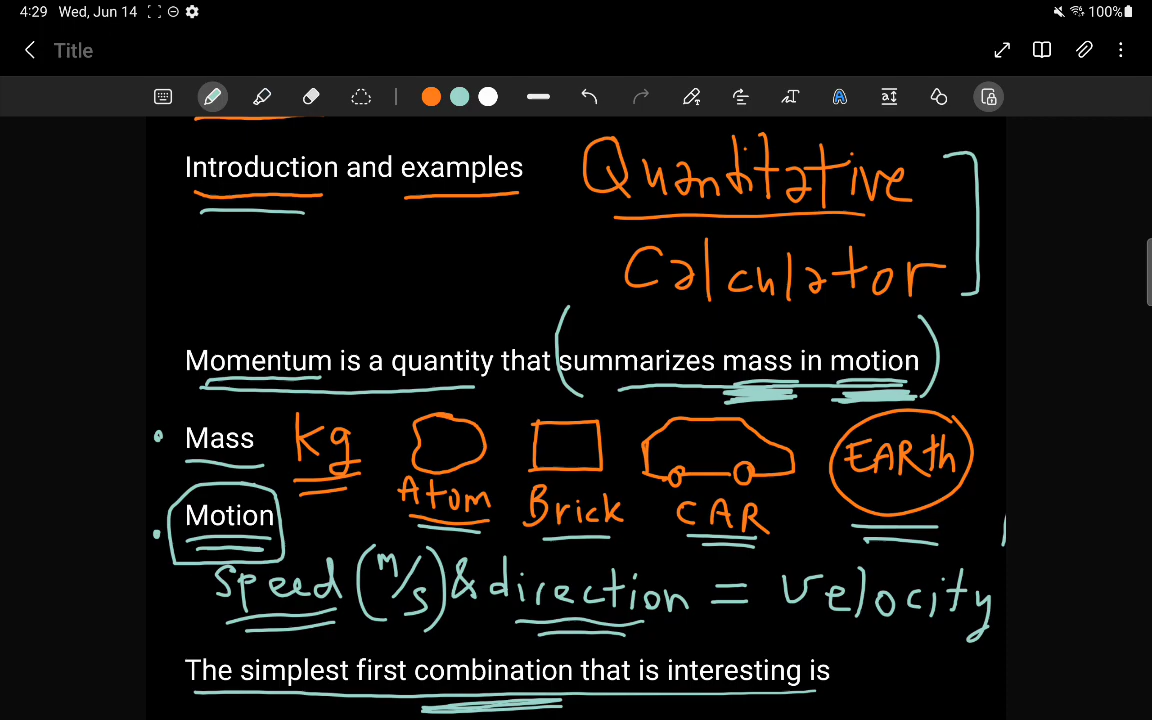 4:29 Wed, Jun 14 100%
Title
Introduction and examples Quantitative
Calculator
Momentum is a quantity that (summarizes mass in motion)
• Mass kg EARth
Atom Brick CAR
• Motion
Speed (m/s) & direction = velocity
The simplest first combination that is interesting is